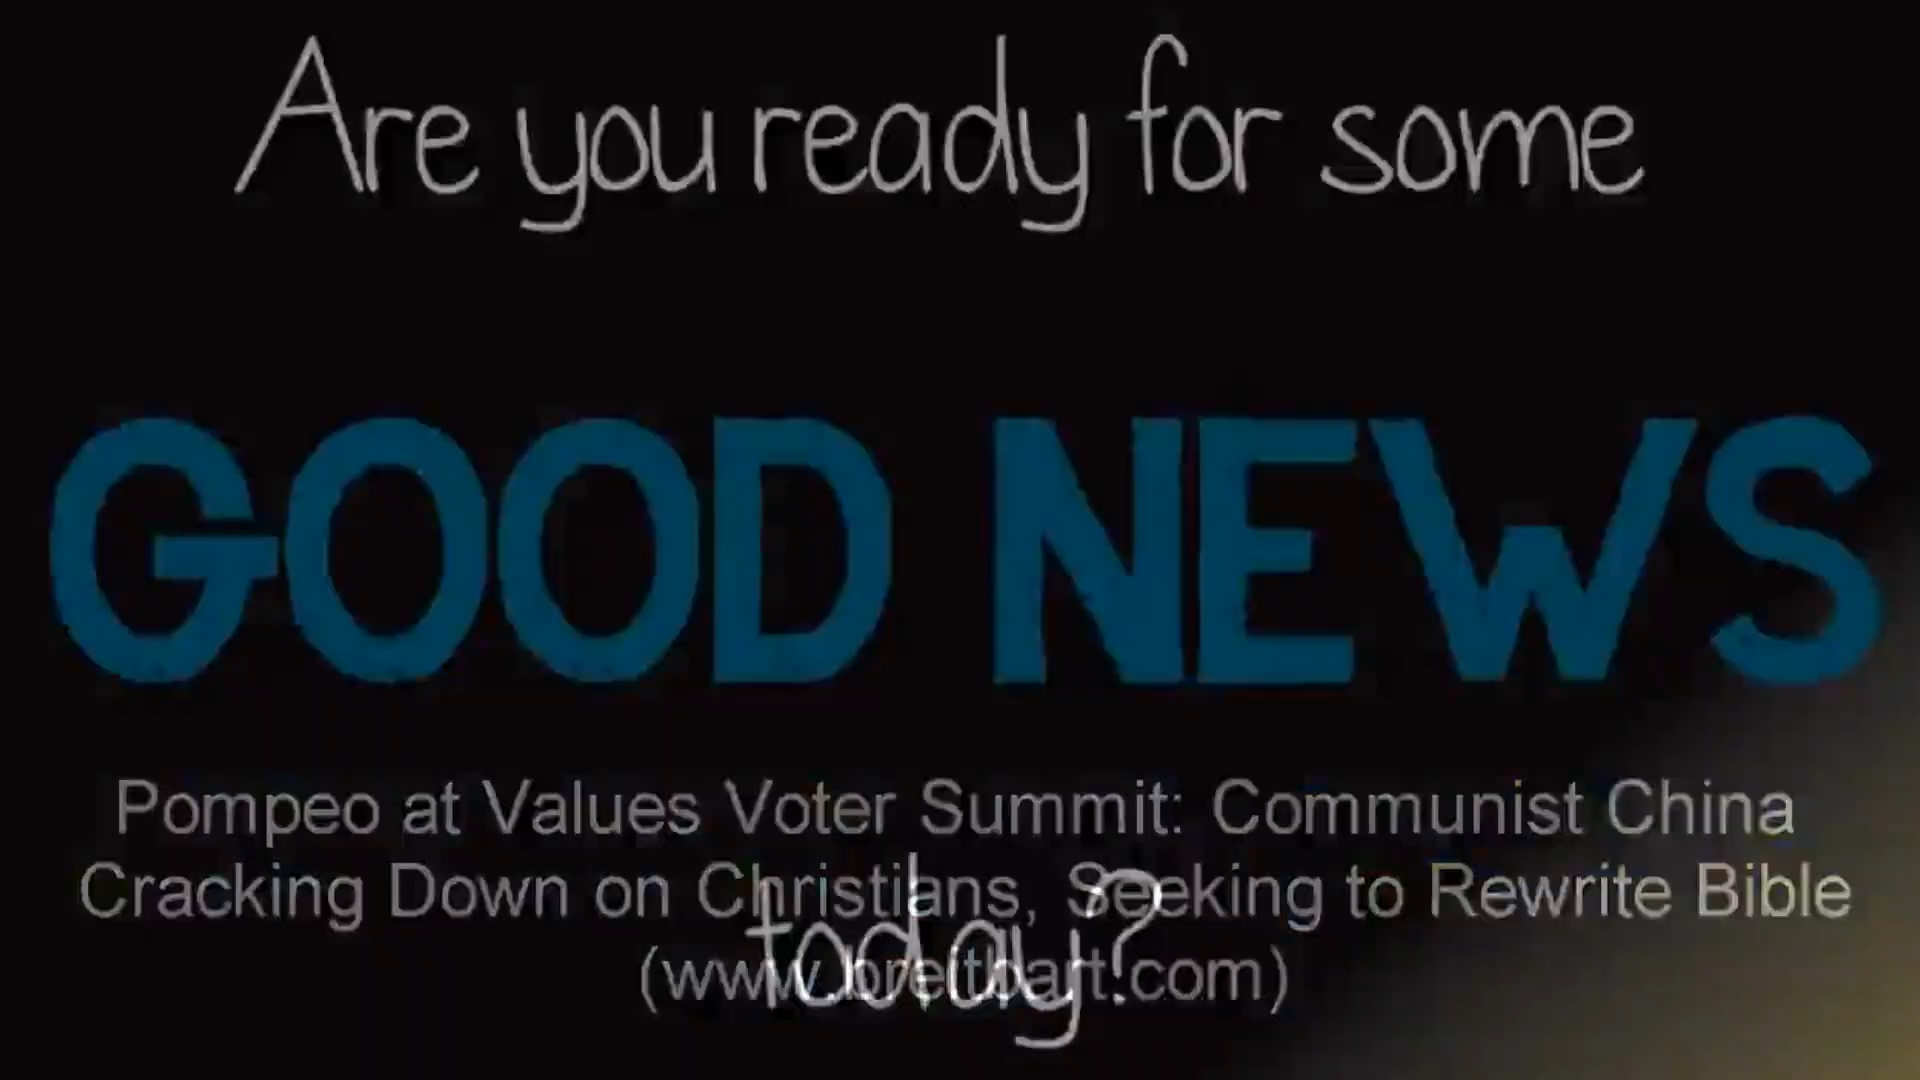 Are you ready for some
GOOD NEWS
today?
Pompeo at Values Voter Summit: Communist China
Cracking Down on Christians, Seeking to Rewrite Bible
(www.breitbart.com)